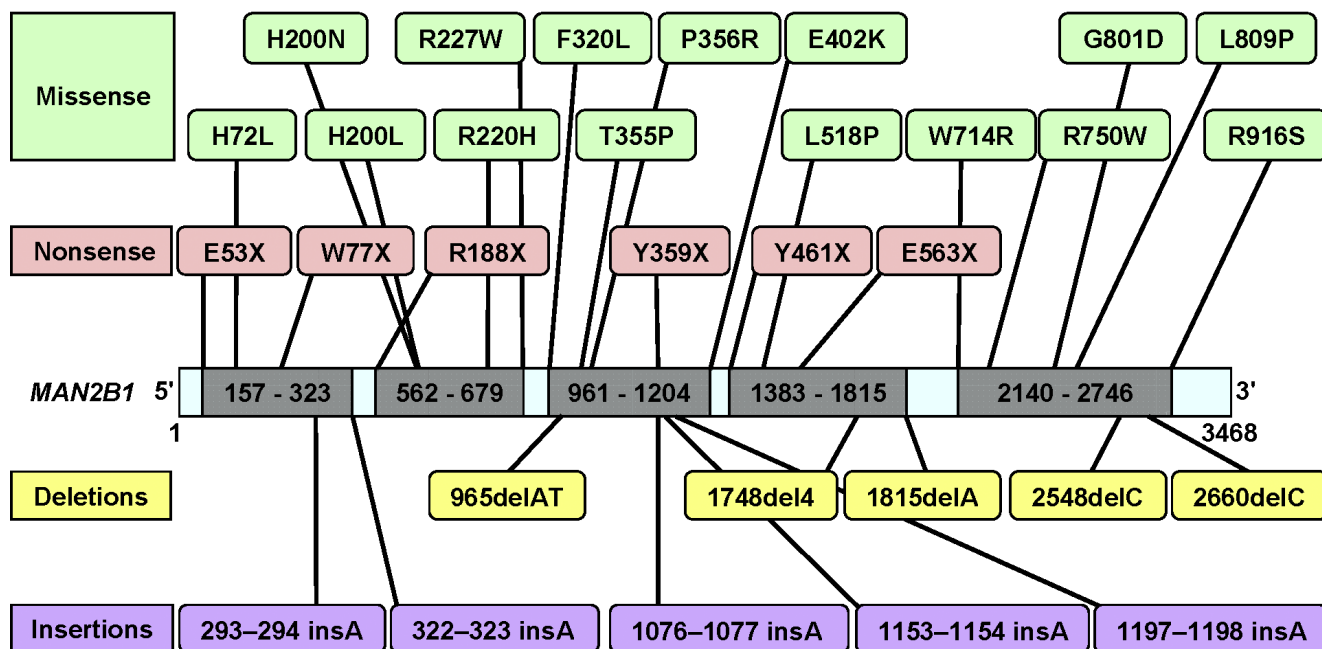 H200N R227W F320L P356R E402K G801D L809P
Missense
H72L H200L R220H T355P L518P W714R R750W R916S
Nonsense E53X W77X R188X Y359X Y461X E563X
MAN2B1 5' 157 - 323 562 - 679 961 - 1204 1383 - 1815 2140 - 2746 3'
1 3468
Deletions 965delAT 1748del4 1815delA 2548delC 2660delC
Insertions 293–294 insA 322–323 insA 1076–1077 insA 1153–1154 insA 1197–1198 insA